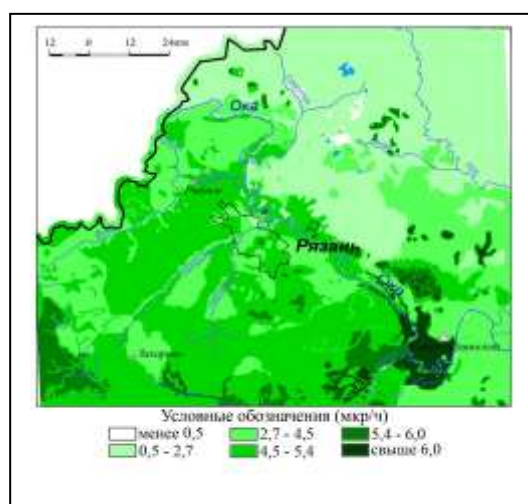 12 0 12 24км
Ока
Рязань
Ока
Условные обозначения (мкр/ч)
менее 0,5
2,7 - 4,5
5,4 - 6,0
0,5 - 2,7
4,5 - 5,4
свыше 6,0